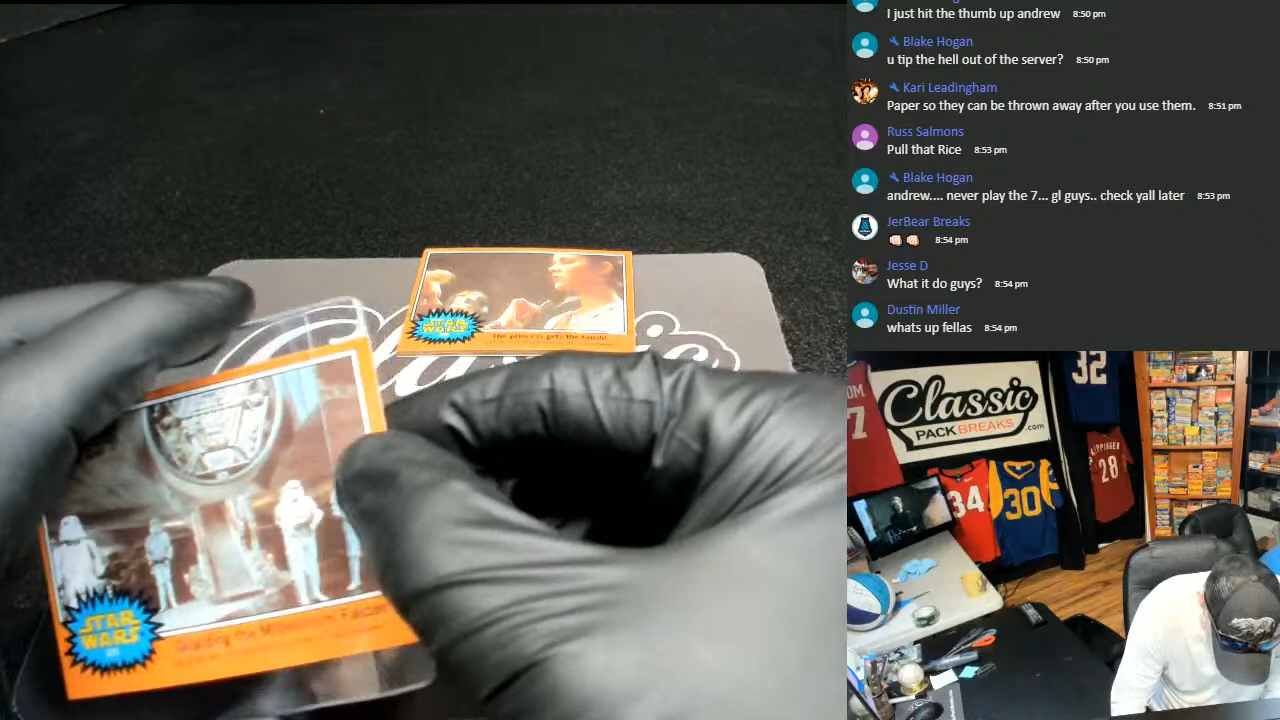 I just hit the thumb up andrew 8:50 pm
Blake Hogan
u tip the hell out of the server? 8:50 pm
Kari Leadingham
Paper so they can be thrown away after you use them. 8:51 pm
Russ Salmons
Pull that Rice 8:53 pm
Blake Hogan
andrew.... never play the 7... gl guys.. check yall later 8:53 pm
JerBear Breaks
8:54 pm
Jesse D
What it do guys? 8:54 pm
Dustin Miller
whats up fellas 8:54 pm
STAR
WARS
The princess gets the
Classic
STAR
WARS
Guarding the Millennium Falcon
Classic
PACK BREAKS.com
32
OM
7
34
30
28